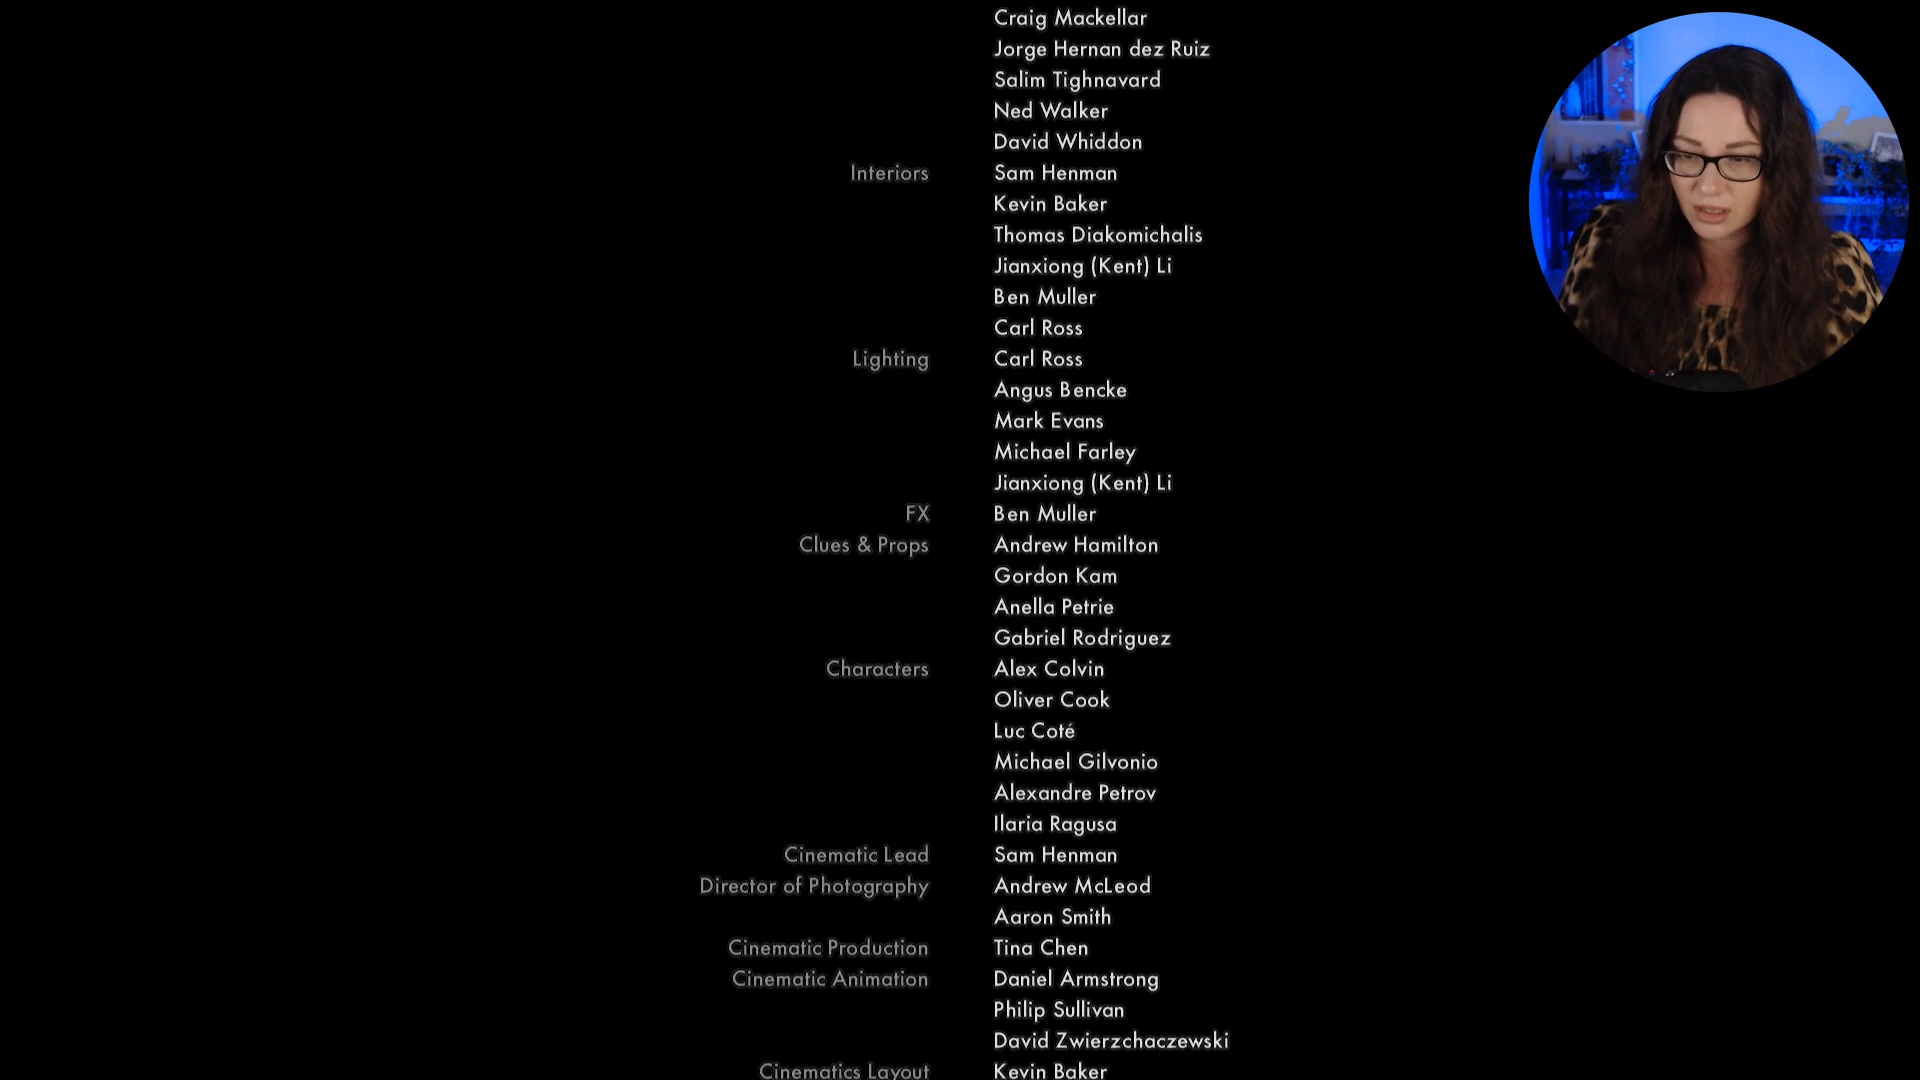 Craig Mackellar
Jorge Hernan dez Ruiz
Salim Tighnavard
Ned Walker
David Whiddon
Interiors Sam Henman
Kevin Baker
Thomas Diakomichalis
Jianxiong (Kent) Li
Ben Muller
Carl Ross
Lighting Carl Ross
Angus Bencke
Mark Evans
Michael Farley
Jianxiong (Kent) Li
FX Ben Muller
Clues & Props Andrew Hamilton
Gordon Kam
Anella Petrie
Gabriel Rodriguez
Characters Alex Colvin
Oliver Cook
Luc Coté
Michael Gilvonio
Alexandre Petrov
Ilaria Ragusa
Cinematic Lead Sam Henman
Director of Photography Andrew McLeod
Aaron Smith
Cinematic Production Tina Chen
Cinematic Animation Daniel Armstrong
Philip Sullivan
David Zwierzchaczewski
Cinematics Layout Kevin Baker